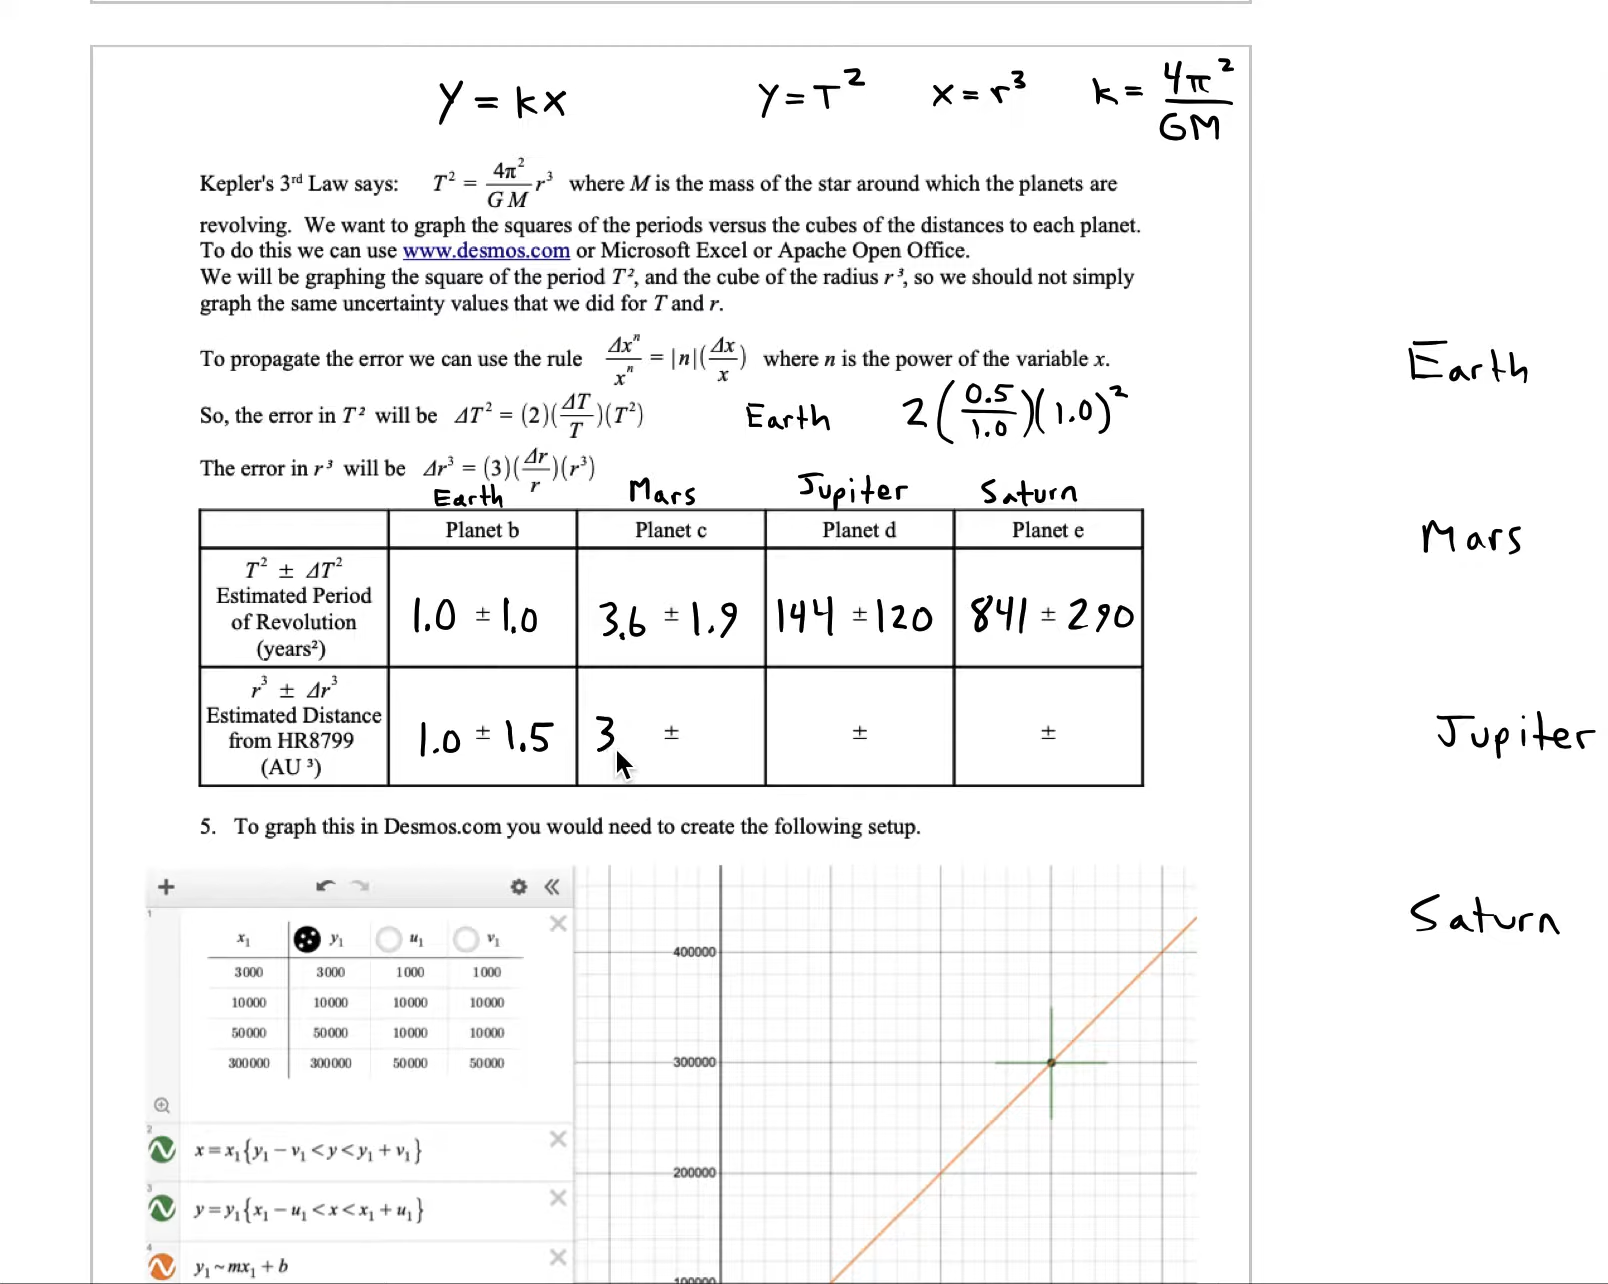 y = kx    y = T²    x = r³    k = 4π²/GM
Kepler's 3rd Law says: T² = 4π²/G M r³ where M is the mass of the star around which the planets are
revolving. We want to graph the squares of the periods versus the cubes of the distances to each planet.
To do this we can use www.desmos.com or Microsoft Excel or Apache Open Office.
We will be graphing the square of the period T², and the cube of the radius r³, so we should not simply
graph the same uncertainty values that we did for T and r.
To propagate the error we can use the rule Δxⁿ/xⁿ = |n|(Δx/x) where n is the power of the variable x.
Earth
So, the error in T² will be ΔT² = (2)(ΔT/T)(T²)    Earth    2(0.5/1.0)(1.0)²
The error in r³ will be Δr³ = (3)(Δr/r)(r³)
Earth    Mars    Jupiter    Saturn
Planet b    Planet c    Planet d    Planet e
Mars
T² ± ΔT²
Estimated Period
of Revolution
(years²)
1.0 ± 1.0    3.6 ± 1.9    144 ± 120    841 ± 290
r³ ± Δr³
Estimated Distance
from HR8799
(AU³)
1.0 ± 1.5    3 ±    ±    ±
Jupiter
5. To graph this in Desmos.com you would need to create the following setup.
Saturn
+    «
1
x₁    y₁    u₁    v₁
3000    3000    1000    1000
10000    10000    10000    10000
50000    50000    10000    10000
300000    300000    50000    50000
2
x = x₁{y₁ − v₁ < y < y₁ + v₁}
3
y = y₁{x₁ − u₁ < x < x₁ + u₁}
4
y₁ ~ mx₁ + b
400000
300000
200000
100000